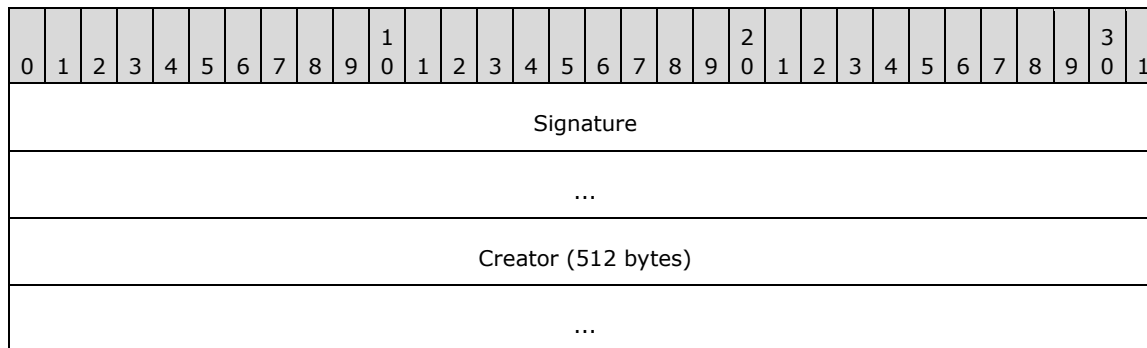 1 2 3
0 1 2 3 4 5 6 7 8 9 0 1 2 3 4 5 6 7 8 9 0 1 2 3 4 5 6 7 8 9 0 1
Signature
...
Creator (512 bytes)
...